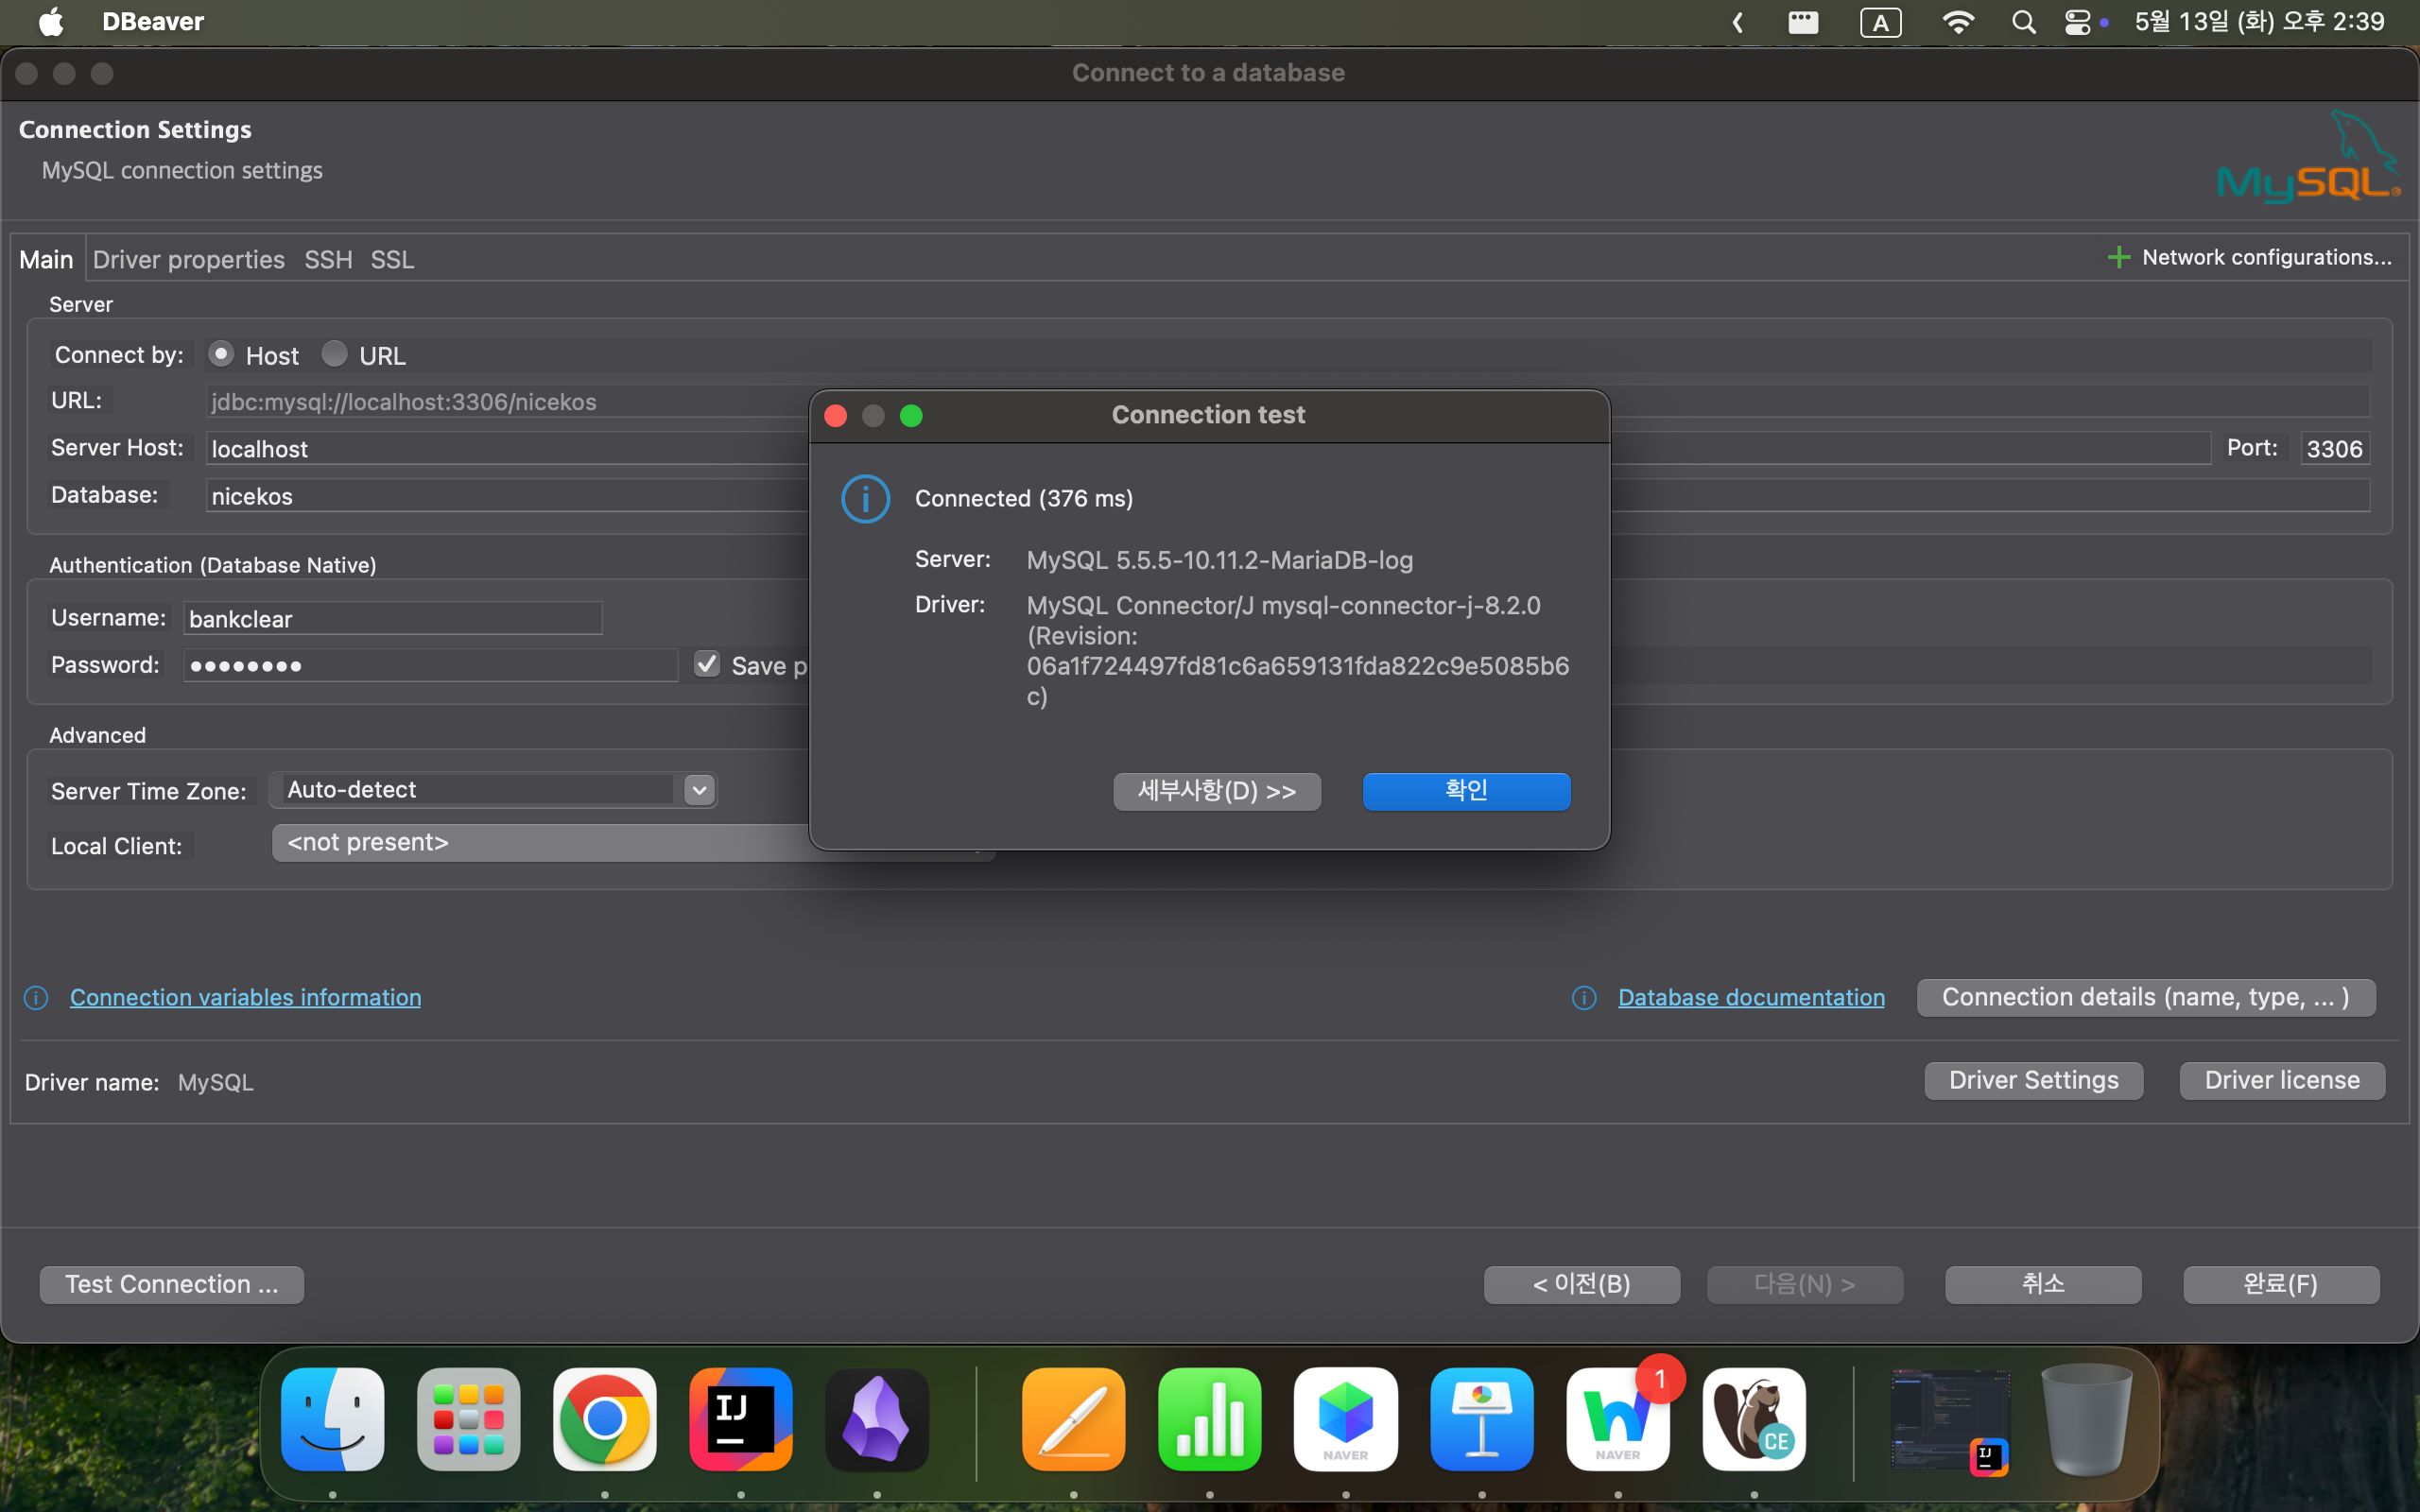 DBeaver
A
5월 13일 (화) 오후 2:39
Connect to a database
Connection Settings
MySQL connection settings
MySQL
Main
Driver properties
SSH
SSL
Network configurations...
Server
Connect by:
Host
URL
URL:
jdbc:mysql://localhost:3306/nicekos
Server Host:
localhost
Port:
3306
Database:
nicekos
Authentication (Database Native)
Username:
bankclear
Password:
Save p
Advanced
Server Time Zone:
Auto-detect
Local Client:
<not present>
Connection test
Connected (376 ms)
Server:
MySQL 5.5.5-10.11.2-MariaDB-log
Driver:
MySQL Connector/J mysql-connector-j-8.2.0
(Revision:
06a1f724497fd81c6a659131fda822c9e5085b6
c)
세부사항(D) >>
확인
Connection variables information
Database documentation
Connection details (name, type, ... )
Driver name:
MySQL
Driver Settings
Driver license
Test Connection ...
< 이전(B)
다음(N) >
취소
완료(F)
IJ
NAVER
NAVER
1
CE
IJ